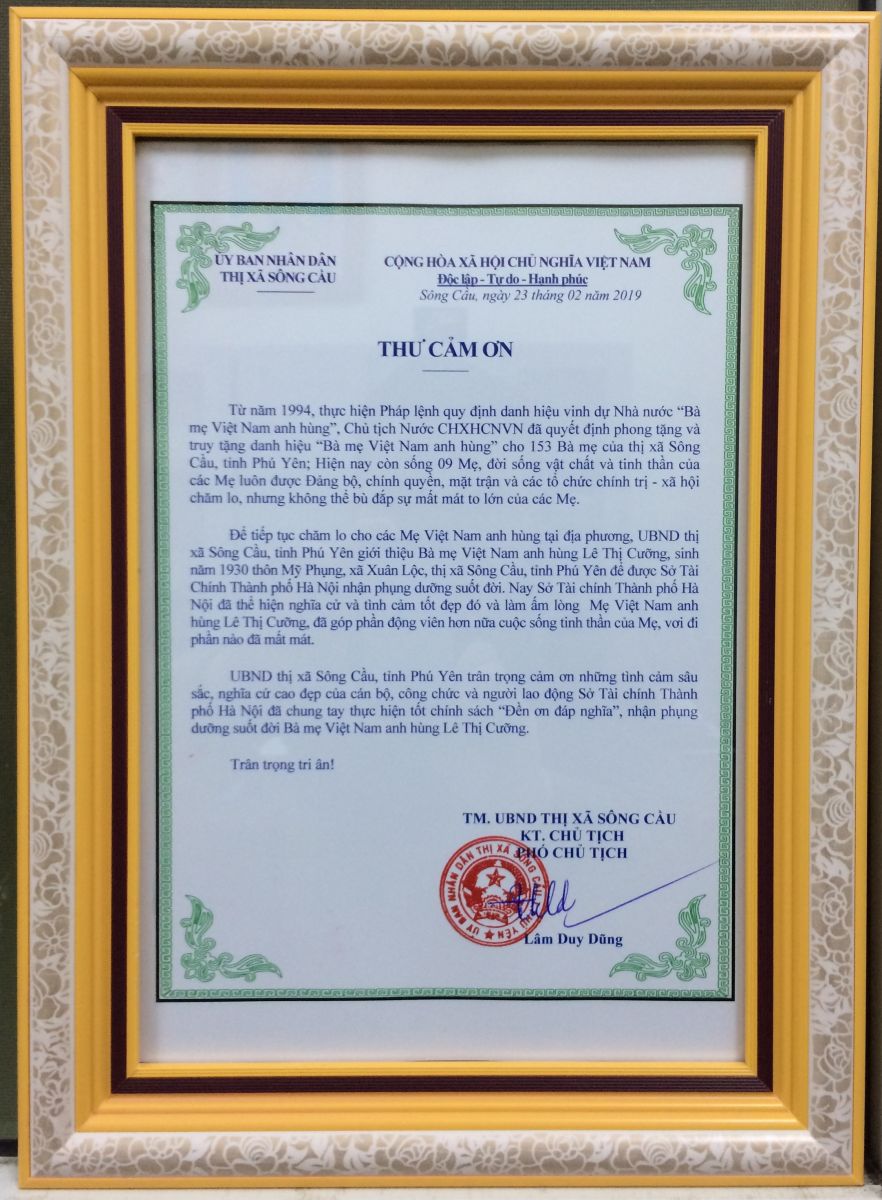 ỦY BAN NHÂN DÂN
THỊ XÃ SÔNG CẦU
CỘNG HÒA XÃ HỘI CHỦ NGHĨA VIỆT NAM
Độc lập - Tự do - Hạnh phúc
Sông Cầu, ngày 23 tháng 02 năm 2019
THƯ CẢM ƠN
Từ năm 1994, thực hiện Pháp lệnh quy định danh hiệu vinh dự Nhà nước “Bà
mẹ Việt Nam anh hùng”, Chủ tịch Nước CHXHCNVN đã quyết định phong tặng và
truy tặng danh hiệu “Bà mẹ Việt Nam anh hùng” cho 153 Bà mẹ của thị xã Sông
Cầu, tỉnh Phú Yên; Hiện nay còn sống 09 Mẹ, đời sống vật chất và tinh thần của
các Mẹ luôn được Đảng bộ, chính quyền, mặt trận và các tổ chức chính trị - xã hội
chăm lo, nhưng không thể bù đắp sự mất mát to lớn của các Mẹ.
Để tiếp tục chăm lo cho các Mẹ Việt Nam anh hùng tại địa phương, UBND thị
xã Sông Cầu, tỉnh Phú Yên giới thiệu Bà mẹ Việt Nam anh hùng Lê Thị Cưỡng, sinh
năm 1930 thôn Mỹ Phụng, xã Xuân Lộc, thị xã Sông Cầu, tỉnh Phú Yên để được Sở Tài
Chính Thành phố Hà Nội nhận phụng dưỡng suốt đời. Nay Sở Tài chính Thành phố Hà
Nội đã thể hiện nghĩa cử và tình cảm tốt đẹp đó và làm ấm lòng Mẹ Việt Nam anh
hùng Lê Thị Cưỡng, đã góp phần động viên hơn nữa cuộc sống tinh thần của Mẹ, vơi đi
phần nào đã mất mát.
UBND thị xã Sông Cầu, tỉnh Phú Yên trân trọng cảm ơn những tình cảm sâu
sắc, nghĩa cử cao đẹp của cán bộ, công chức và người lao động Sở Tài chính Thành
phố Hà Nội đã chung tay thực hiện tốt chính sách “Đền ơn đáp nghĩa”, nhận phụng
dưỡng suốt đời Bà mẹ Việt Nam anh hùng Lê Thị Cưỡng.
Trân trọng tri ân!
TM. UBND THỊ XÃ SÔNG CẦU
KT. CHỦ TỊCH
PHÓ CHỦ TỊCH
ỦY BAN NHÂN DÂN THỊ XÃ SÔNG CẦU
PHÚ YÊN
Lâm Duy Dũng